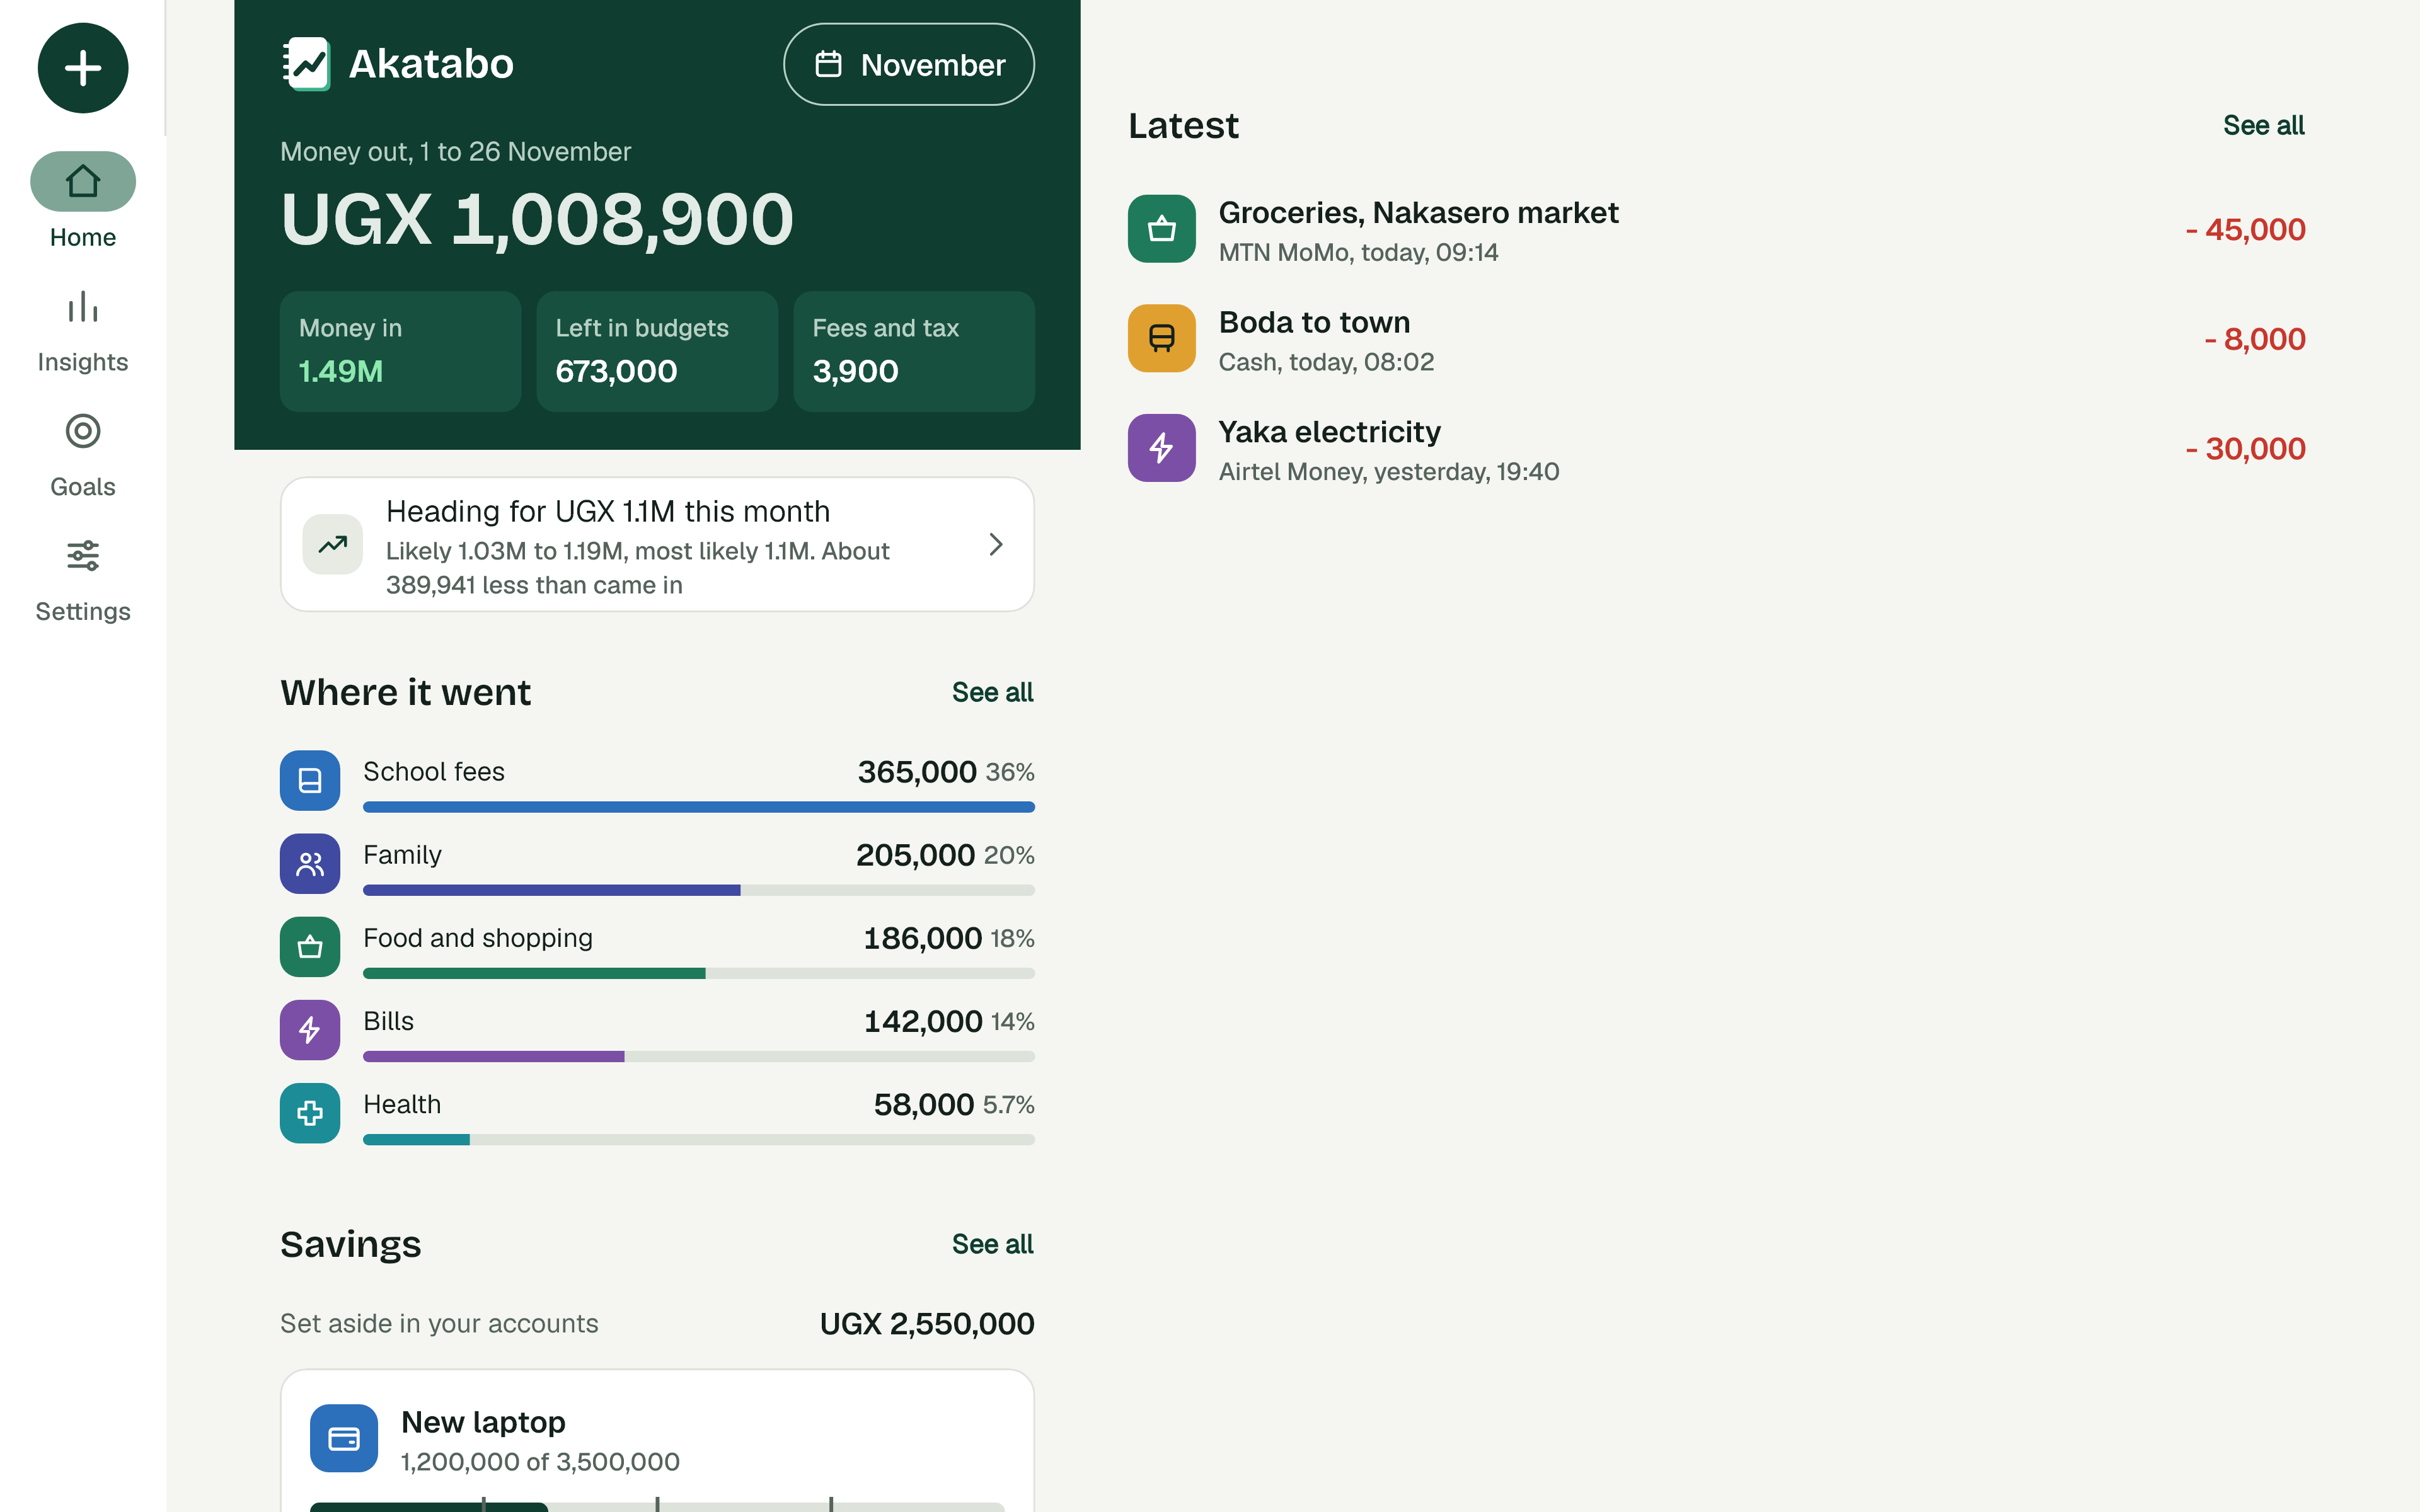 Home
Insights
Goals
Settings
Akatabo
November
Money out, 1 to 26 November
UGX 1,008,900
Money in
1.49M
Left in budgets
673,000
Fees and tax
3,900
Heading for UGX 1.1M this month
Likely 1.03M to 1.19M, most likely 1.1M. About
389,941 less than came in
Where it went
See all
School fees
365,000 36%
Family
205,000 20%
Food and shopping
186,000 18%
Bills
142,000 14%
Health
58,000 5.7%
Savings
See all
Set aside in your accounts
UGX 2,550,000
New laptop
1,200,000 of 3,500,000
Latest
See all
Groceries, Nakasero market
MTN MoMo, today, 09:14
- 45,000
Boda to town
Cash, today, 08:02
- 8,000
Yaka electricity
Airtel Money, yesterday, 19:40
- 30,000